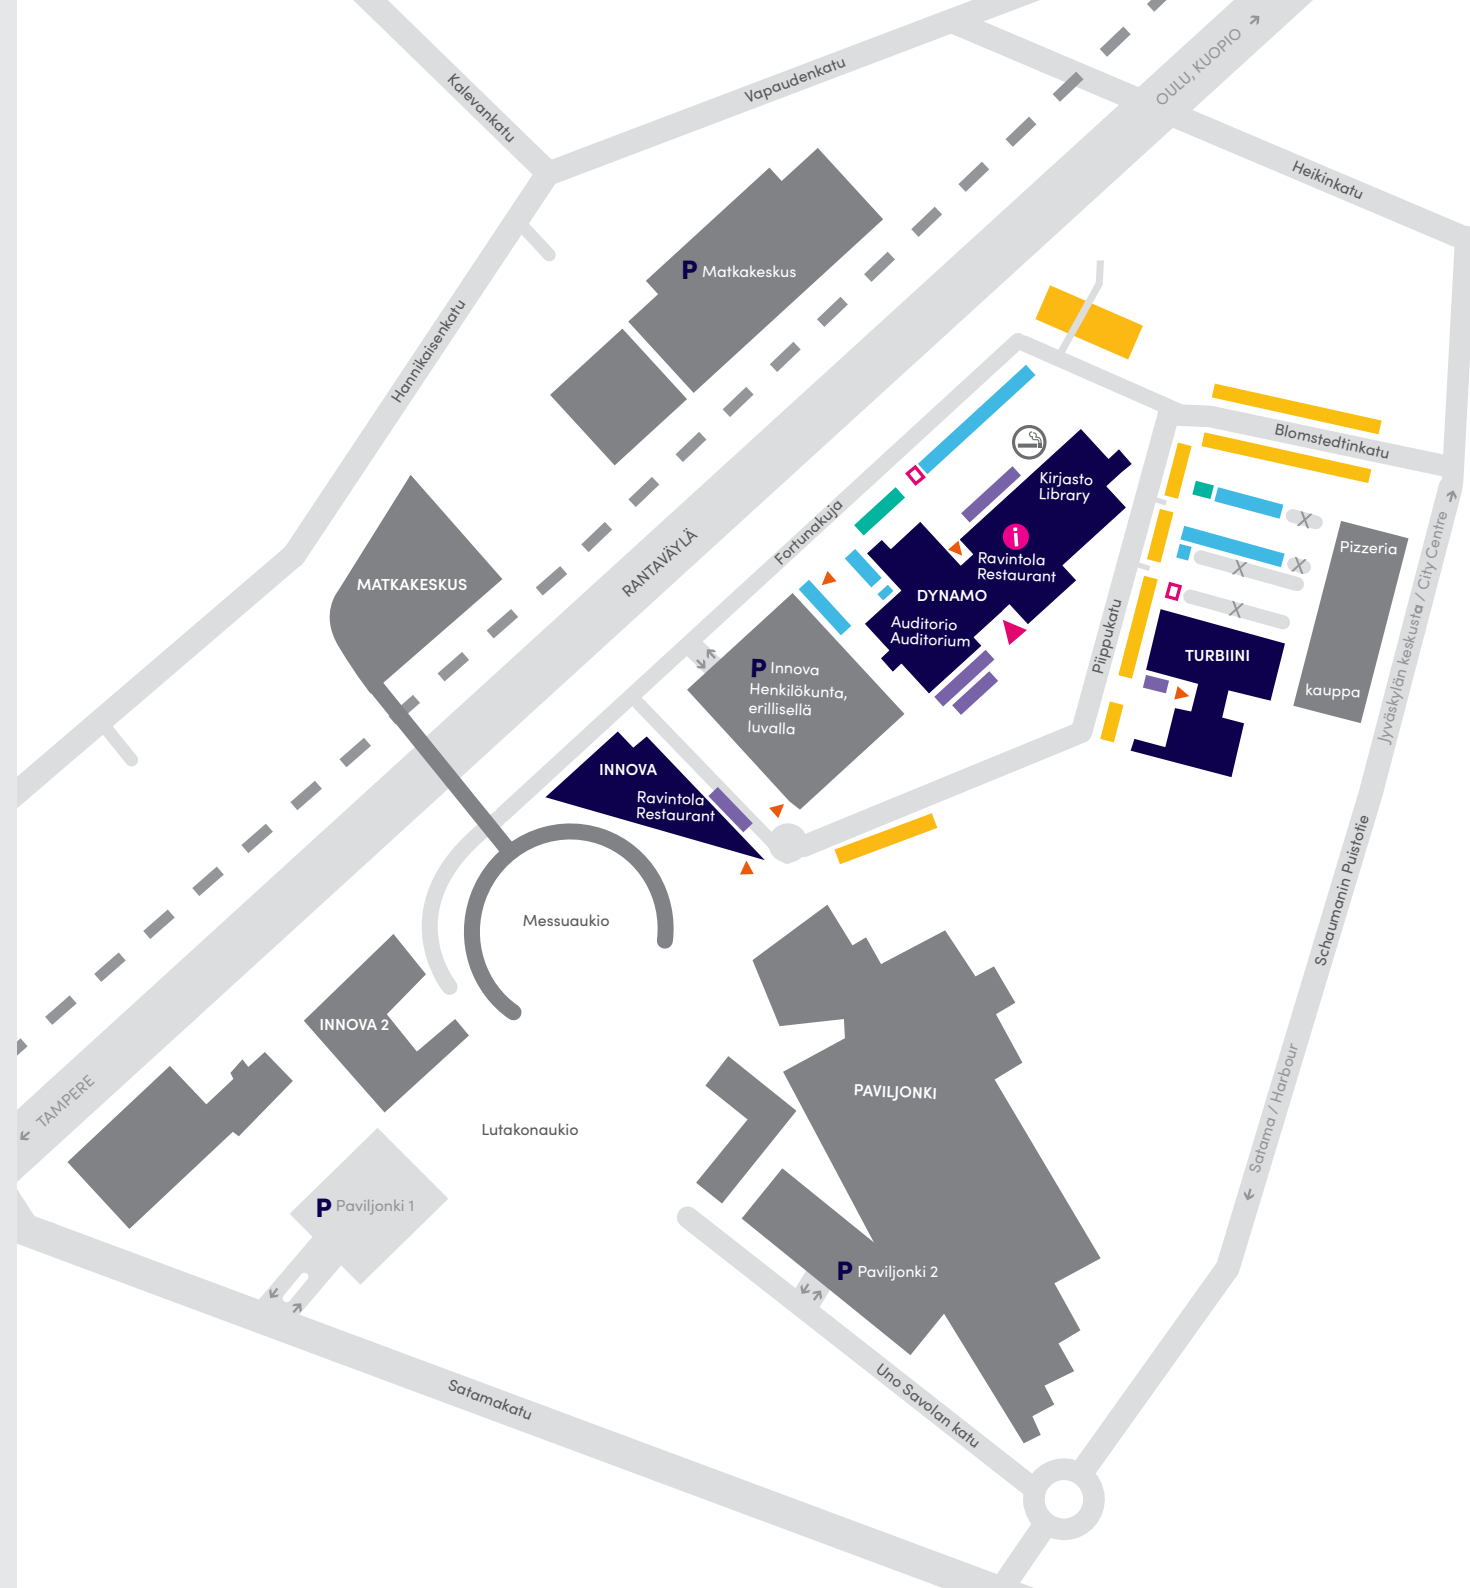 OULU, KUOPIO
Kalevankatu
Vapaudenkatu
Heikinkatu
P Matkakeskus
Hannikaisenkatu
Blomstedtinkatu
Kirjasto
Library
Fortunakuja
i
Ravintola
Restaurant
X
Pizzeria
X
X
MATKAKESKUS
RANTAVÄYLÄ
DYNAMO
X
Auditorio
Auditorium
Piippukatu
TURBIINI
Jyväskylän keskusta / City Centre
P Innova
Henkilökunta,
erillisellä
luvalla
kauppa
INNOVA
Ravintola
Restaurant
Schaumanin Puistotie
Messuaukio
INNOVA 2
TAMPERE
PAVILJONKI
Satama / Harbour
Lutakonaukio
P Paviljonki 1
P Paviljonki 2
Satamakatu
Uno Savolan katu